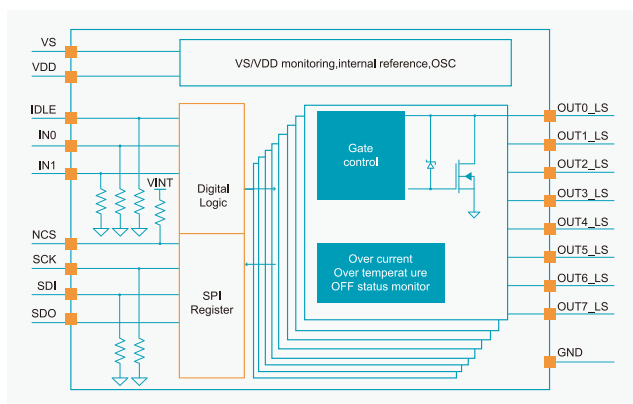 VS
VDD
VS/VDD monitoring,internal reference,OSC
IDLE
IN0
IN1
VINT
Digital
Logic
NCS
SCK
SDI
SDO
SPI
Register
Gate
control
Over current
Over temperat ure
OFF status monitor
OUT0_LS
OUT1_LS
OUT2_LS
OUT3_LS
OUT4_LS
OUT5_LS
OUT6_LS
OUT7_LS
GND